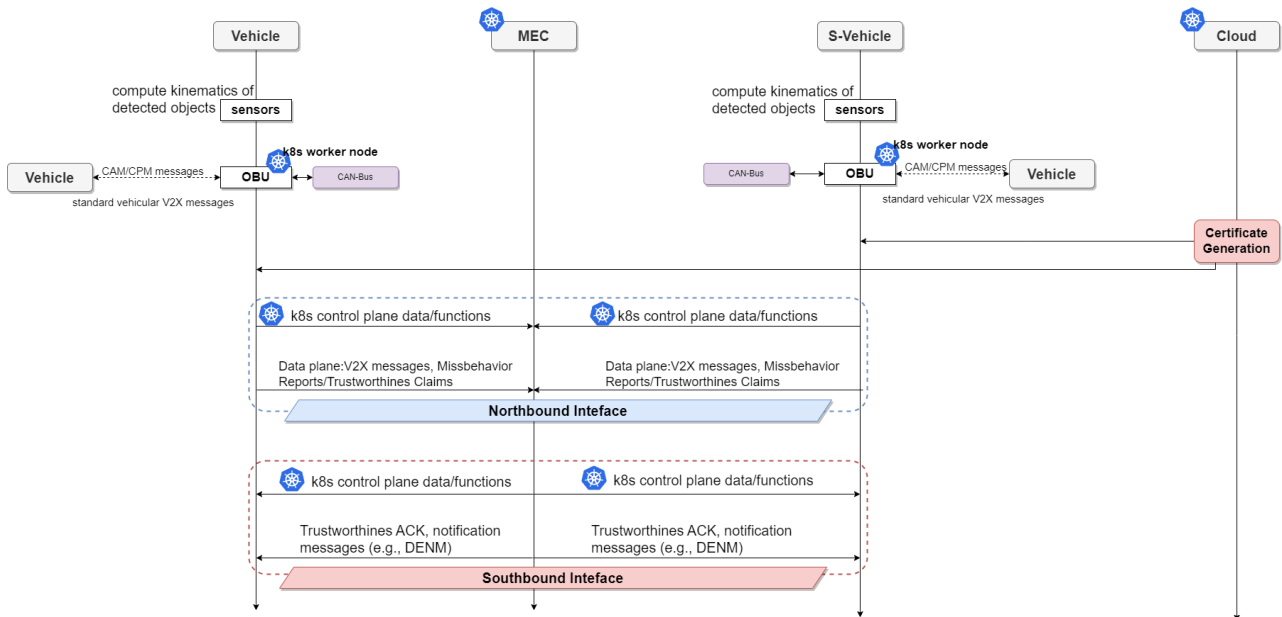 Vehicle
MEC
S-Vehicle
Cloud
compute kinematics of
detected objects
sensors
compute kinematics of
detected objects
sensors
k8s worker node
k8s worker node
Vehicle
CAM/CPM messages
OBU
CAN-Bus
CAN-Bus
OBU
CAM/CPM messages
Vehicle
standard vehicular V2X messages
standard vehicular V2X messages
Certificate
Generation
k8s control plane data/functions
k8s control plane data/functions
Data plane:V2X messages, Missbehavior
Reports/Trustworthines Claims
Data plane:V2X messages, Missbehavior
Reports/Trustworthines Claims
Northbound Inteface
k8s control plane data/functions
k8s control plane data/functions
Trustworthines ACK, notification
messages (e.g., DENM)
Trustworthines ACK, notification
messages (e.g., DENM)
Southbound Inteface